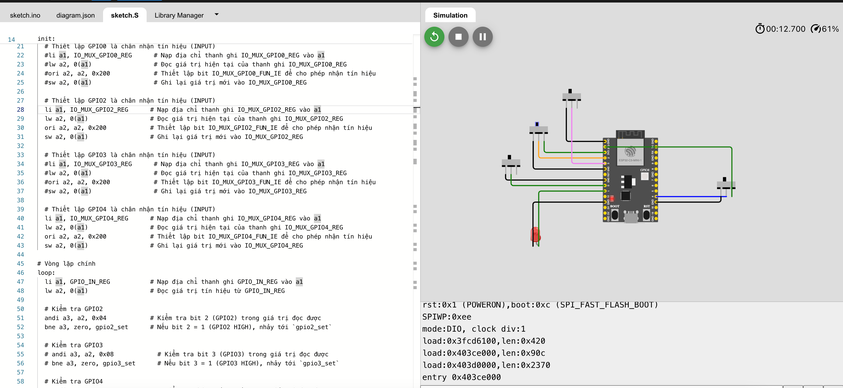 sketch.ino diagram.json sketch.S Library Manager
Simulation
00:12.700 61%
14 init:
21 # Thiết lập GPIO0 là chân nhận tín hiệu (INPUT)
22 #li a1, IO_MUX_GPIO0_REG # Nạp địa chỉ thanh ghi IO_MUX_GPIO0_REG vào a1
23 #lw a2, 0(a1) # Đọc giá trị hiện tại của thanh ghi IO_MUX_GPIO0_REG
24 #ori a2, a2, 0x200 # Thiết lập bit IO_MUX_GPIO0_FUN_IE để cho phép nhận tín hiệu
25 #sw a2, 0(a1) # Ghi lại giá trị mới vào IO_MUX_GPIO0_REG
26
27 # Thiết lập GPIO2 là chân nhận tín hiệu (INPUT)
28 li a1, IO_MUX_GPIO2_REG # Nạp địa chỉ thanh ghi IO_MUX_GPIO2_REG vào a1
29 lw a2, 0(a1) # Đọc giá trị hiện tại của thanh ghi IO_MUX_GPIO2_REG
30 ori a2, a2, 0x200 # Thiết lập bit IO_MUX_GPIO2_FUN_IE để cho phép nhận tín hiệu
31 sw a2, 0(a1) # Ghi lại giá trị mới vào IO_MUX_GPIO2_REG
32
33 # Thiết lập GPIO3 là chân nhận tín hiệu (INPUT)
34 #li a1, IO_MUX_GPIO3_REG # Nạp địa chỉ thanh ghi IO_MUX_GPIO3_REG vào a1
35 #lw a2, 0(a1) # Đọc giá trị hiện tại của thanh ghi IO_MUX_GPIO3_REG
36 #ori a2, a2, 0x200 # Thiết lập bit IO_MUX_GPIO3_FUN_IE để cho phép nhận tín hiệu
37 #sw a2, 0(a1) # Ghi lại giá trị mới vào IO_MUX_GPIO3_REG
38
39 # Thiết lập GPIO4 là chân nhận tín hiệu (INPUT)
40 li a1, IO_MUX_GPIO4_REG # Nạp địa chỉ thanh ghi IO_MUX_GPIO4_REG vào a1
41 lw a2, 0(a1) # Đọc giá trị hiện tại của thanh ghi IO_MUX_GPIO4_REG
42 ori a2, a2, 0x200 # Thiết lập bit IO_MUX_GPIO4_FUN_IE để cho phép nhận tín hiệu
43 sw a2, 0(a1) # Ghi lại giá trị mới vào IO_MUX_GPIO4_REG
44
45 # Vòng lặp chính
46 loop:
47 li a1, GPIO_IN_REG # Nạp địa chỉ thanh ghi GPIO_IN_REG vào a1
48 lw a2, 0(a1) # Đọc giá trị tín hiệu từ GPIO_IN_REG
49
50 # Kiểm tra GPIO2
51 andi a3, a2, 0x04 # Kiểm tra bit 2 (GPIO2) trong giá trị đọc được
52 bne a3, zero, gpio2_set # Nếu bit 2 = 1 (GPIO2 HIGH), nhảy tới `gpio2_set`
53
54 # Kiểm tra GPIO3
55 # andi a3, a2, 0x08 # Kiểm tra bit 3 (GPIO3) trong giá trị đọc được
56 # bne a3, zero, gpio3_set # Nếu bit 3 = 1 (GPIO3 HIGH), nhảy tới `gpio3_set`
57
58 # Kiểm tra GPIO4
rst:0x1 (POWERON),boot:0xc (SPI_FAST_FLASH_BOOT)
SPIWP:0xee
mode:DIO, clock div:1
load:0x3fcd6100,len:0x420
load:0x403ce000,len:0x90c
load:0x403d0000,len:0x2370
entry 0x403ce000